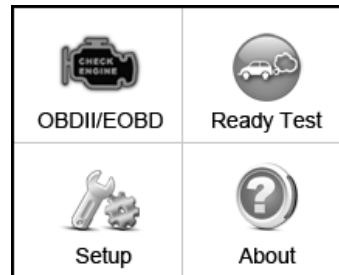 CHECK
ENGINE
OBDII/EOBD
Ready Test
?
Setup
About